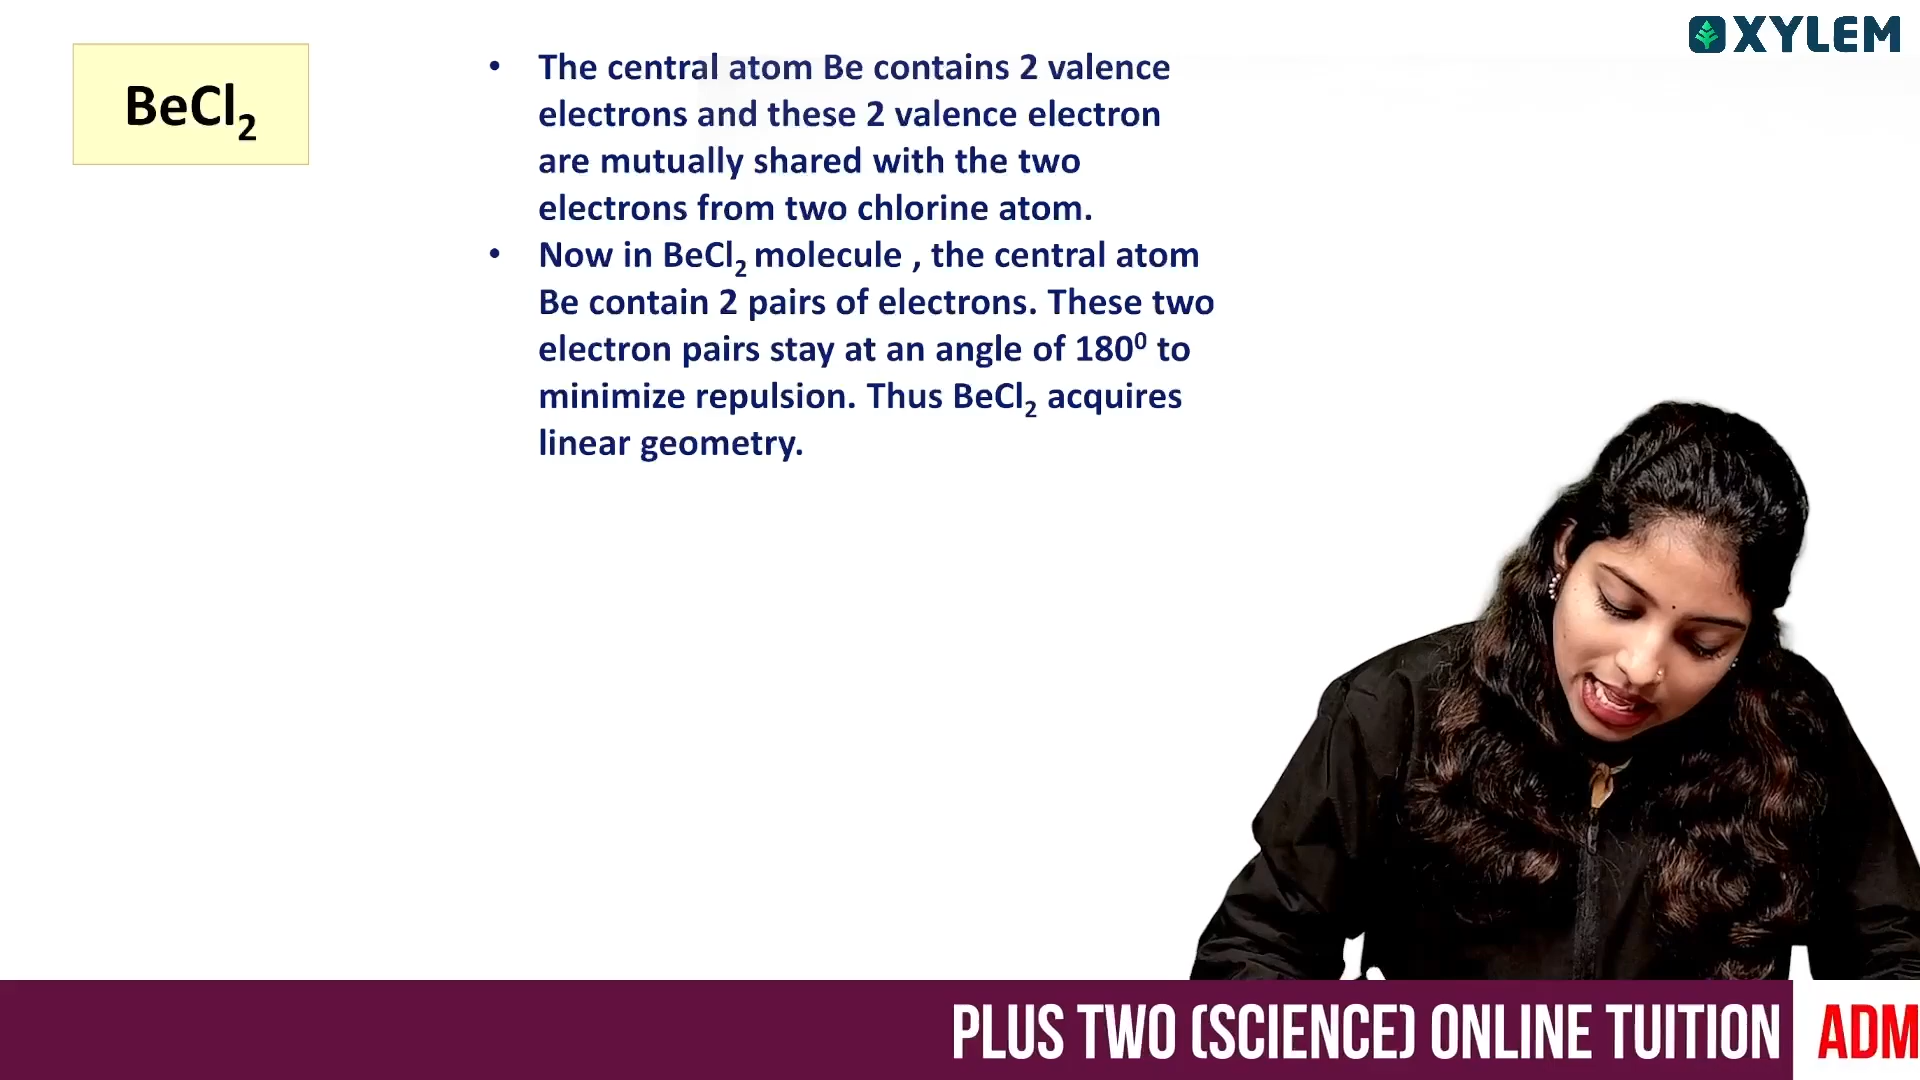 XYLEM
BeCl₂
• The central atom Be contains 2 valence
electrons and these 2 valence electron
are mutually shared with the two
electrons from two chlorine atom.
• Now in BeCl₂ molecule , the central atom
Be contain 2 pairs of electrons. These two
electron pairs stay at an angle of 180⁰ to
minimize repulsion. Thus BeCl₂ acquires
linear geometry.
PLUS TWO (SCIENCE) ONLINE TUITION ADM